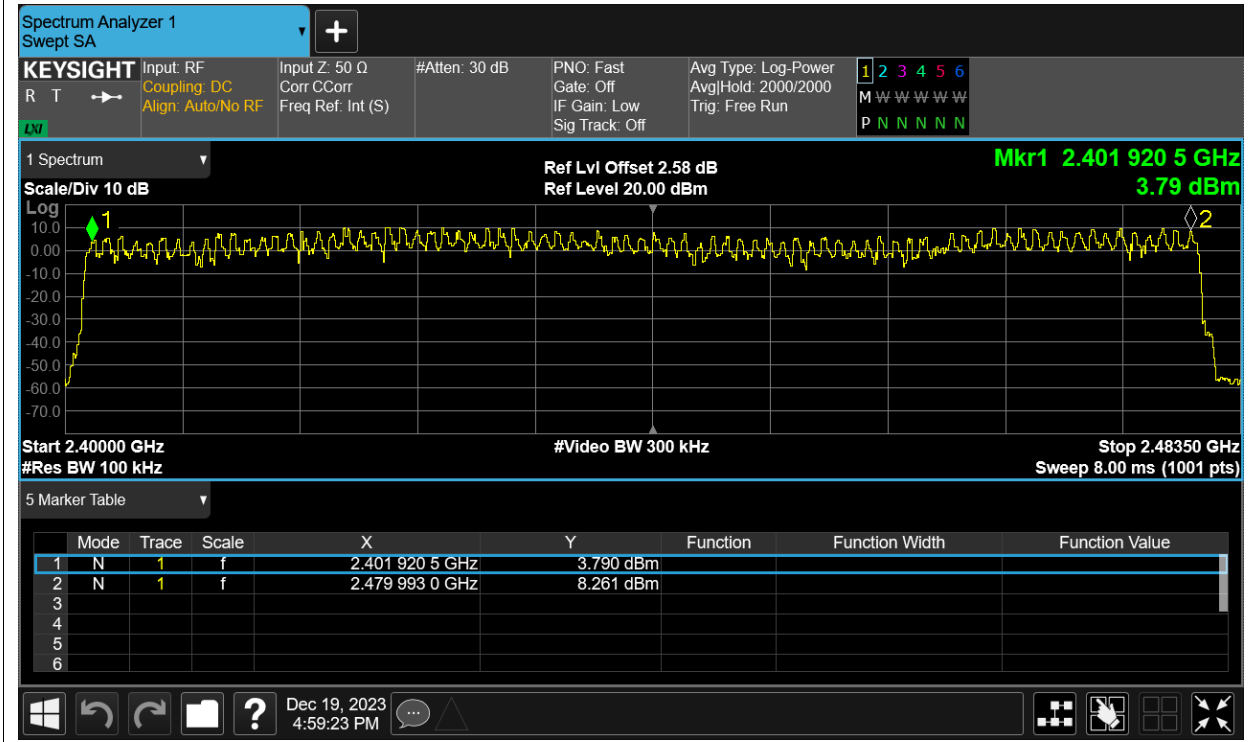 Spectrum Analyzer 1
Swept SA
+
KEYSIGHT Input: RF Input Z: 50 Ω #Atten: 30 dB PNO: Fast Avg Type: Log-Power 1 2 3 4 5 6
R T Coupling: DC Corr CCorr Gate: Off Avg|Hold: 2000/2000 M W W W W W
Align: Auto/No RF Freq Ref: Int (S) IF Gain: Low Trig: Free Run
LXI Sig Track: Off P N N N N N
1 Spectrum Ref Lvl Offset 2.58 dB Mkr1 2.401 920 5 GHz
Scale/Div 10 dB Ref Level 20.00 dBm 3.79 dBm
Log
1 2
10.0
0.00
-10.0
-20.0
-30.0
-40.0
-50.0
-60.0
-70.0
Start 2.40000 GHz #Video BW 300 kHz Stop 2.48350 GHz
#Res BW 100 kHz Sweep 8.00 ms (1001 pts)
5 Marker Table
Mode Trace Scale X Y Function Function Width Function Value
1 N 1 f 2.401 920 5 GHz 3.790 dBm
2 N 1 f 2.479 993 0 GHz 8.261 dBm
3
4
5
6
? Dec 19, 2023
4:59:23 PM